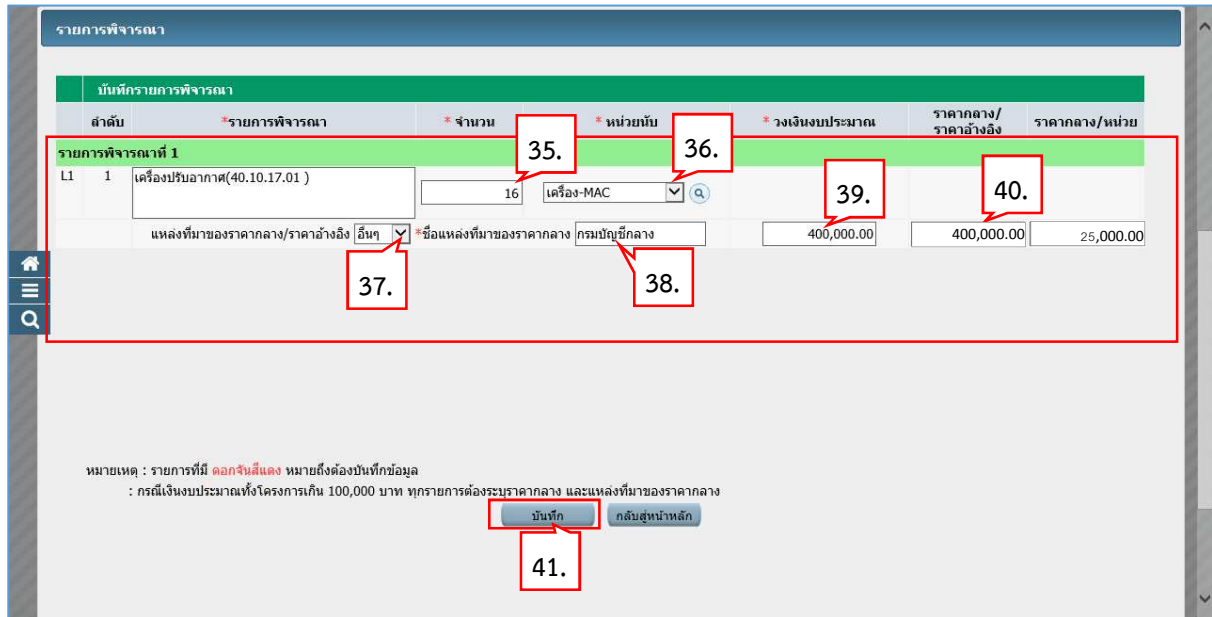 รายการพิจารณา
บันทึกรายการพิจารณา
ลำดับ *รายการพิจารณา * จำนวน * หน่วยนับ * วงเงินงบประมาณ ราคากลาง/ ราคากลาง/หน่วย
ราคาอ้างอิง
รายการพิจารณาที่ 1
35.
36.
L1 1 เครื่องปรับอากาศ(40.10.17.01 )
16 เครื่อง-MAC
39.
40.
แหล่งที่มาของราคากลาง/ราคาอ้างอิง อื่นๆ *ชื่อแหล่งที่มาของราคากลาง กรมบัญชีกลาง 400,000.00 400,000.00 25,000.00
37.
38.
หมายเหตุ : รายการที่มี ดอกจันสีแดง หมายถึงต้องบันทึกข้อมูล
: กรณีเงินงบประมาณทั้งโครงการเกิน 100,000 บาท ทุกรายการต้องระบุราคากลาง และแหล่งที่มาของราคากลาง
บันทึก กลับสู่หน้าหลัก
41.